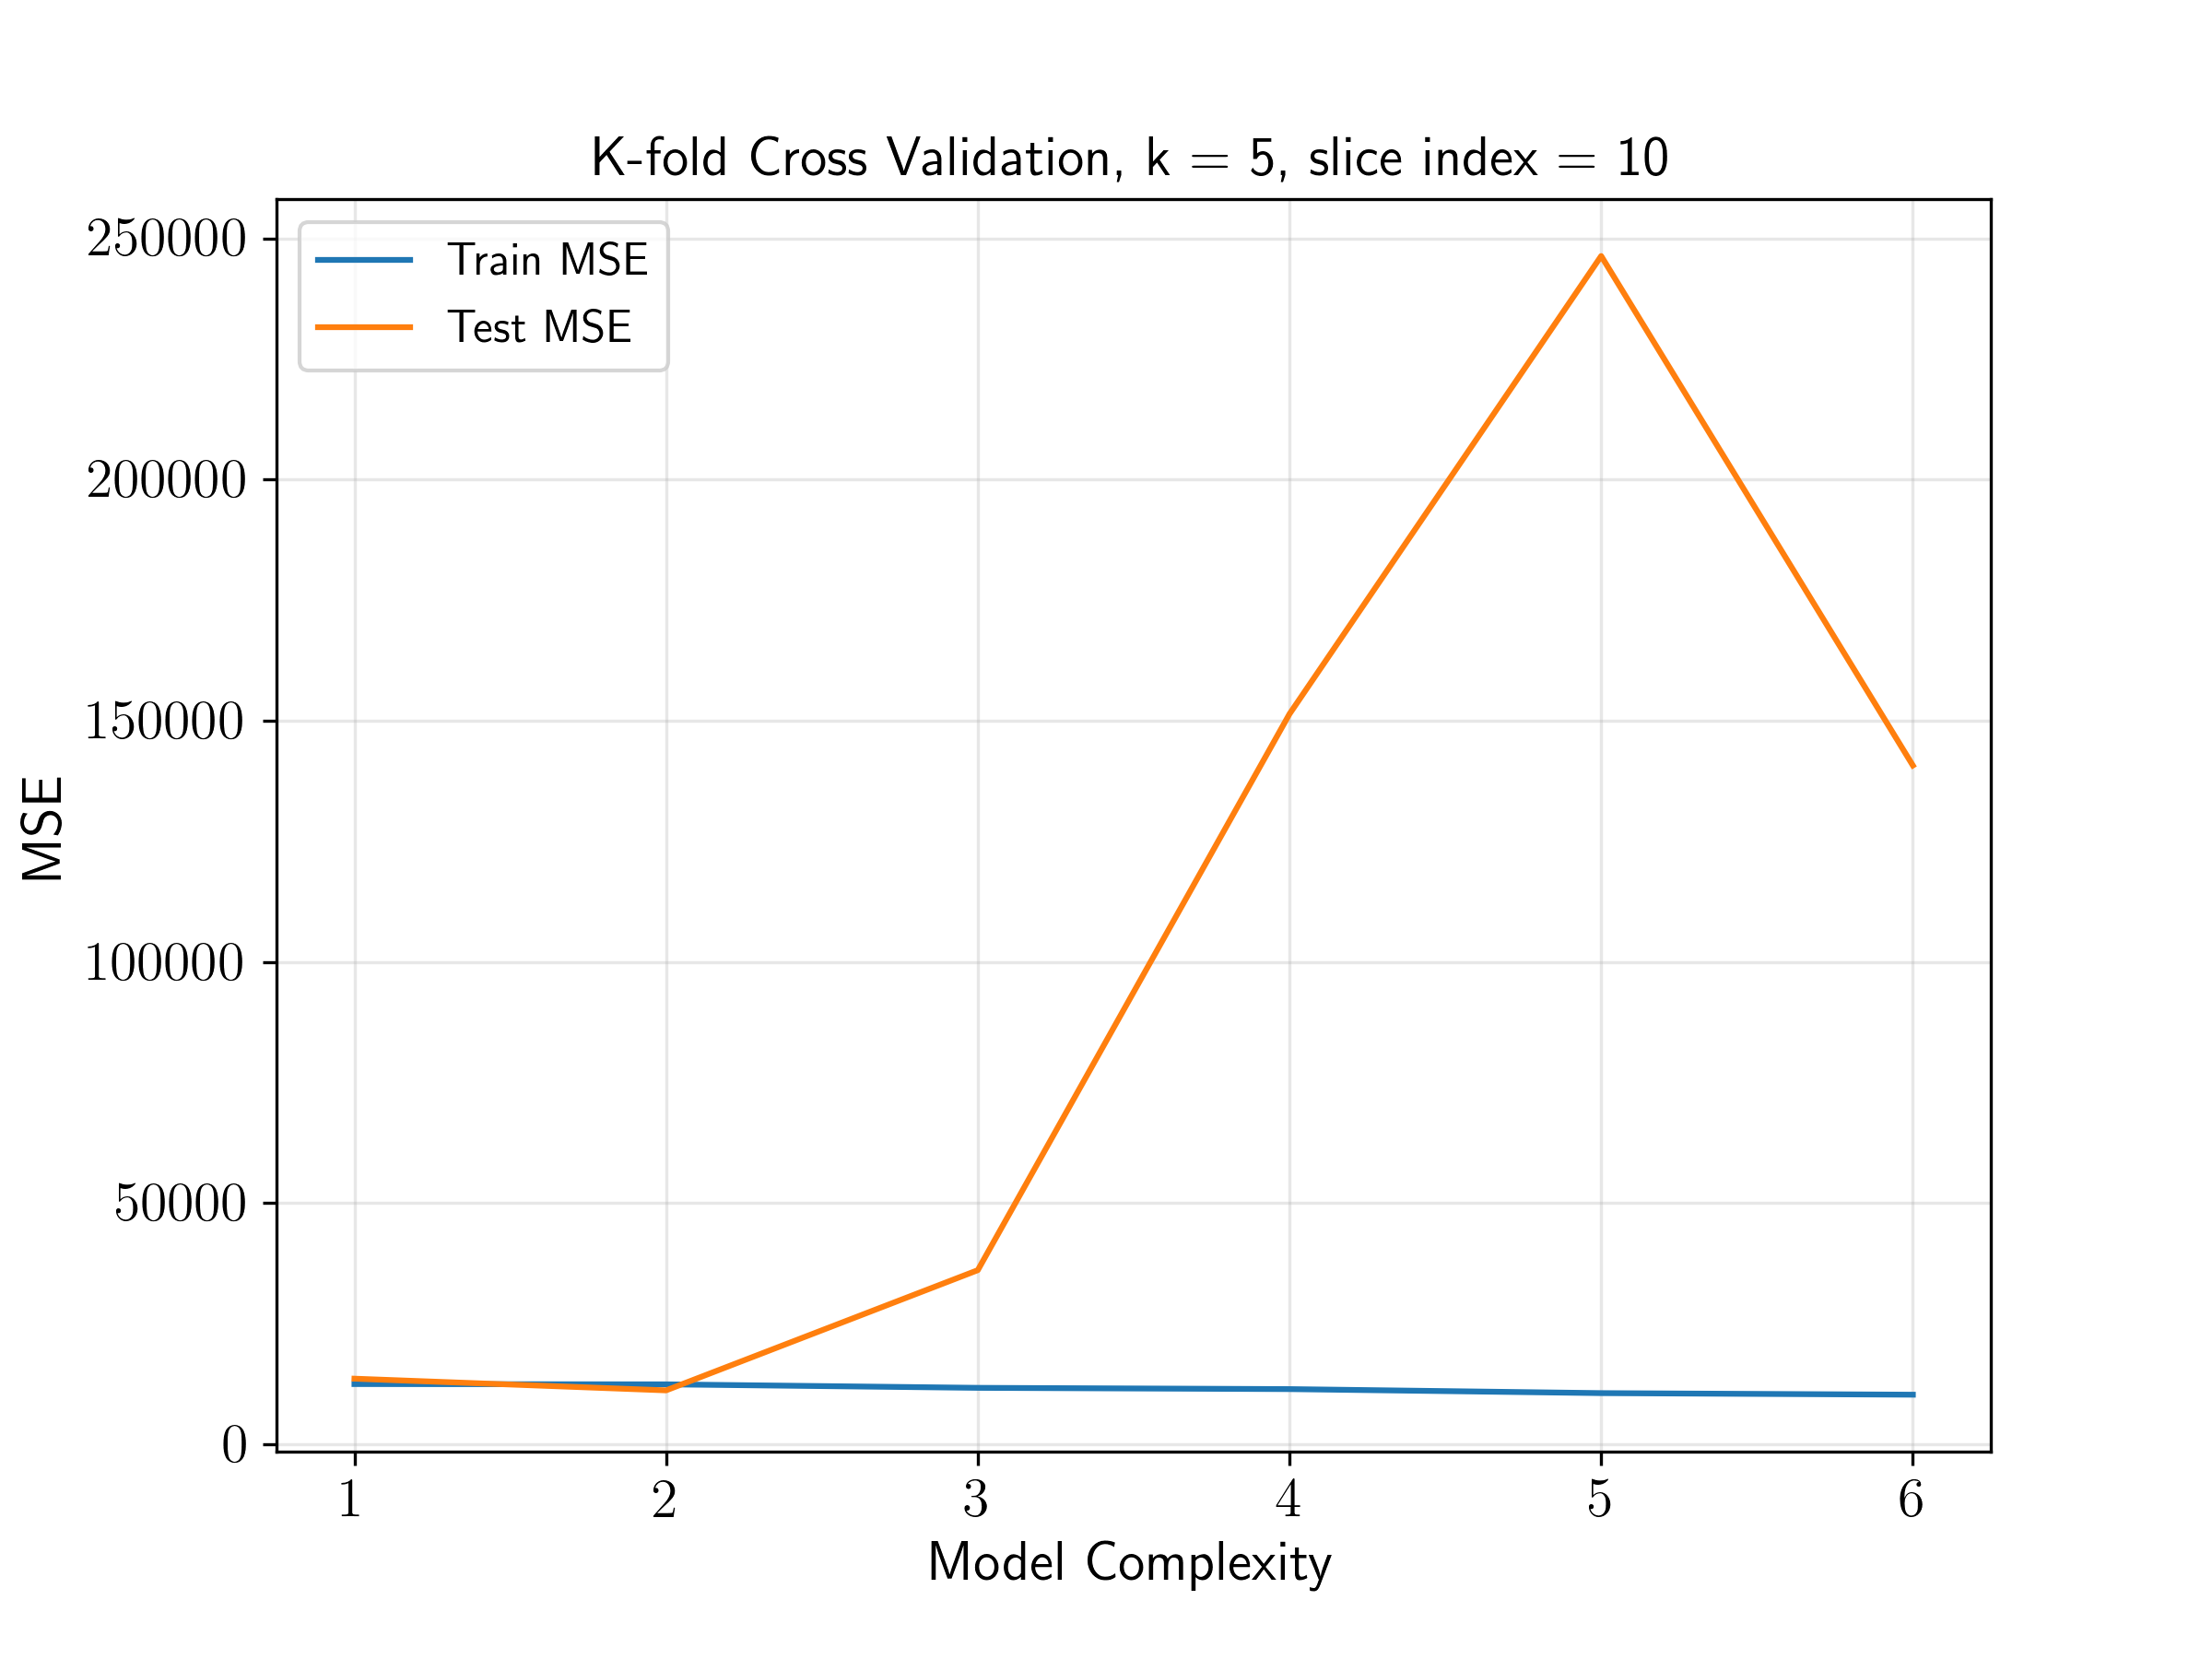 K-fold Cross Validation, k = 5, slice index = 10
Train MSE
Test MSE
250000
200000
150000
100000
50000
0
MSE
1 2 3 4 5 6
Model Complexity